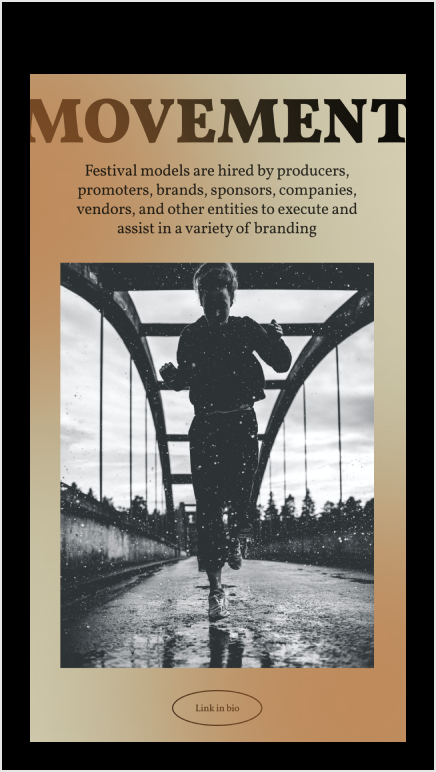 MOVEMENT
Festival models are hired by producers,
promoters, brands, sponsors, companies,
vendors, and other entities to execute and
assist in a variety of branding
Link in bio